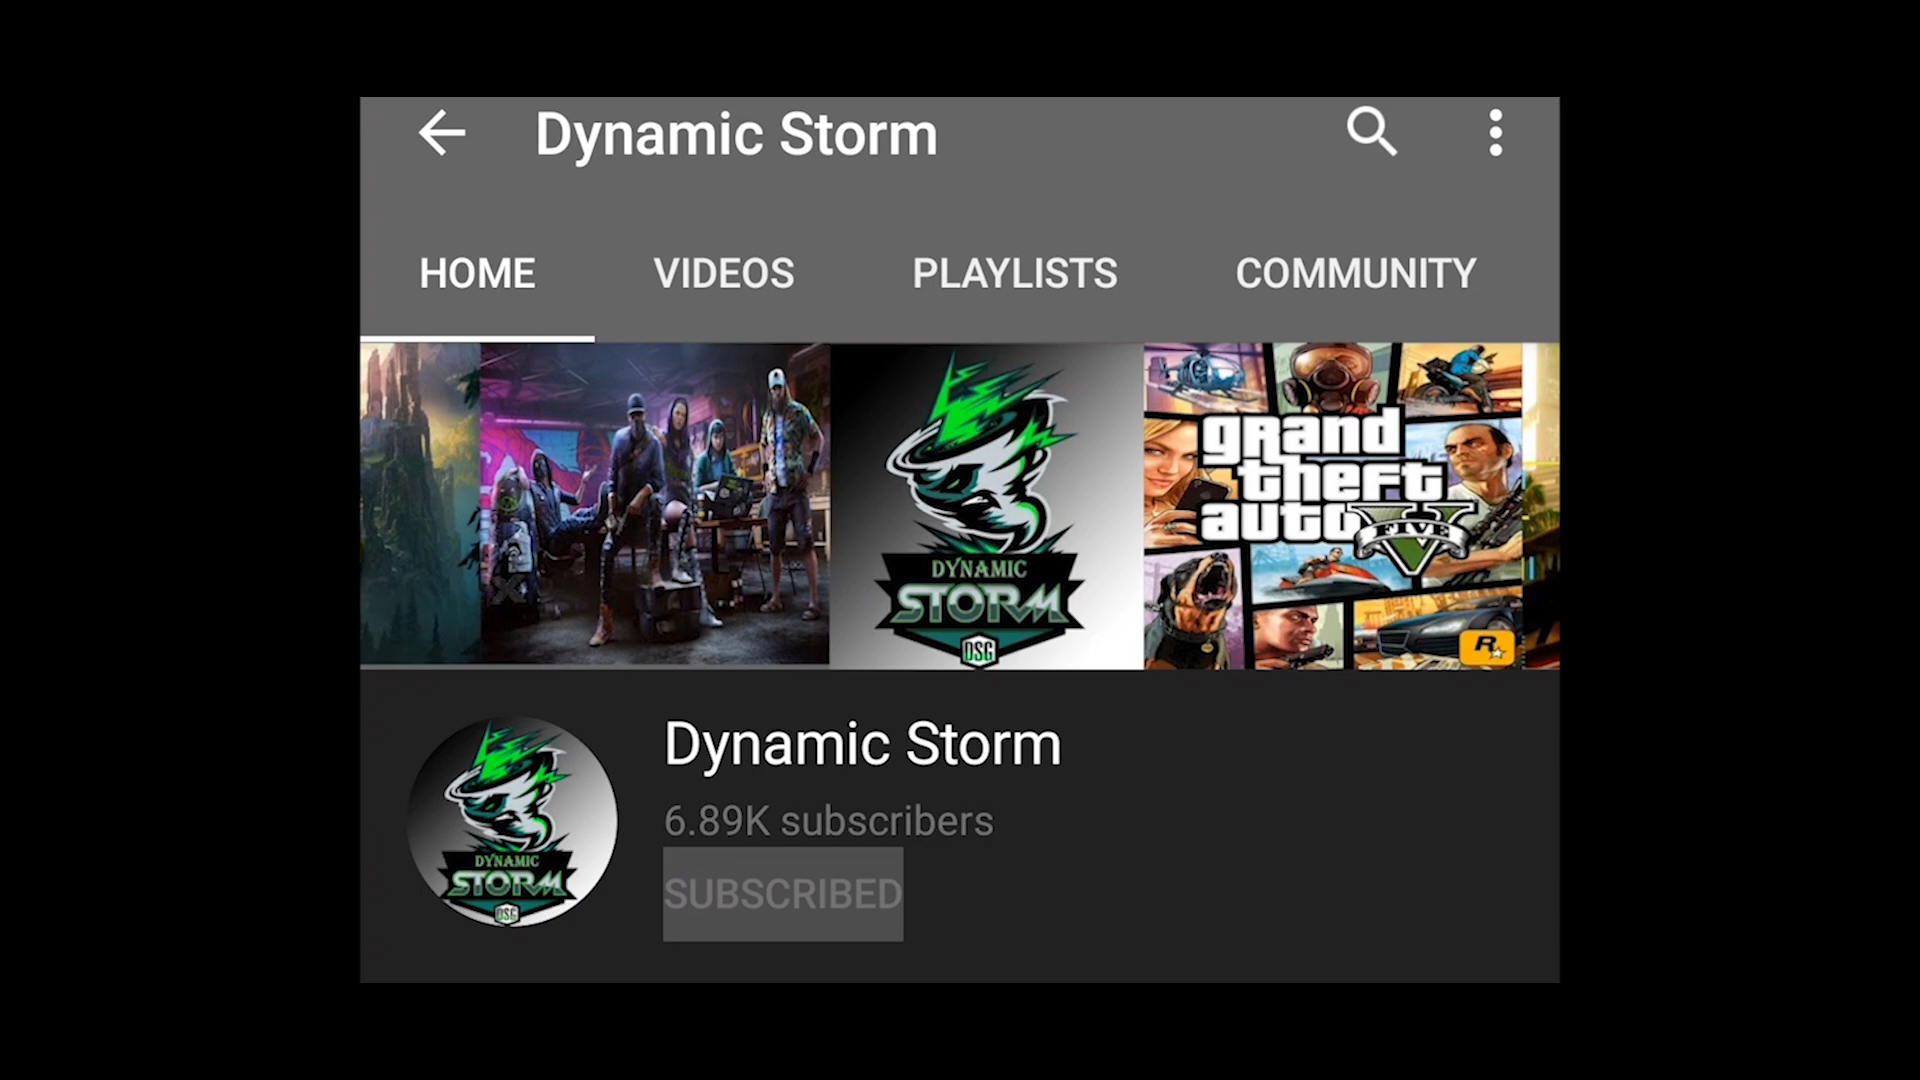 Dynamic Storm
HOME VIDEOS PLAYLISTS COMMUNITY
DYNAMIC
STORM
DSG
grand
theft
auto
FIVE
V
R
Dynamic Storm
6.89K subscribers
SUBSCRIBED
DYNAMIC
STORM
DSG